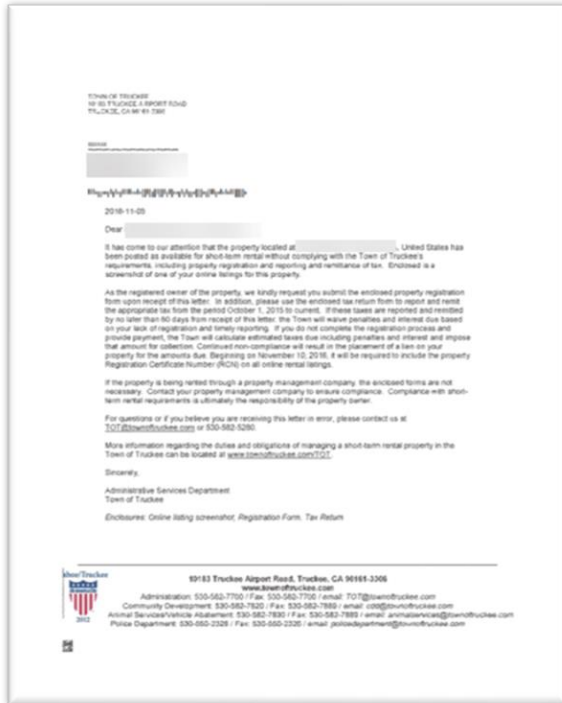 TOWN OF TRUCKEE
10183 TRUCKEE AIRPORT ROAD
TRUCKEE, CA 96161-3306
2018-11-05
Dear
It has come to our attention that the property located at , United States has
been posted as available for short-term rental without complying with the Town of Truckee's
requirements, including property registration and reporting and remittance of tax. Enclosed is a
screenshot of one of your online listings for this property.
As the registered owner of the property, we kindly request you submit the enclosed property registration
form upon receipt of this letter. In addition, please use the enclosed tax return form to report and remit
the appropriate tax from the period October 1, 2015 to current. If these taxes are reported and remitted
by no later than 60 days from receipt of this letter, the Town will waive penalties and interest due based
on your lack of registration and timely reporting. If you do not complete the registration process and
provide payment, the Town will calculate estimated taxes due including penalties and interest and impose
that amount for collection. Continued non-compliance will result in the placement of a lien on your
property for the amounts due. Beginning on November 10, 2018, it will be required to include the property
Registration Certificate Number (RCN) on all online rental listings.
If the property is being rented through a property management company, the enclosed forms are not
necessary. Contact your property management company to ensure compliance. Compliance with short-
term rental requirements is ultimately the responsibility of the property owner.
For questions or if you believe you are receiving this letter in error, please contact us at
TOT@townoftruckee.com or 530-582-5280.
More information regarding the duties and obligations of managing a short-term rental property in the
Town of Truckee can be located at www.townoftruckee.com/TOT.
Sincerely,
Administrative Services Department
Town of Truckee
Enclosures: Online listing screenshot, Registration Form, Tax Return
ahoe/Truckee
2012
10183 Truckee Airport Road, Truckee, CA 96161-3306
www.townoftruckee.com
Administration: 530-582-7700 / Fax: 530-582-7700 / email: TOT@townoftruckee.com
Community Development: 530-582-7820 / Fax: 530-582-7889 / email: cdd@townoftruckee.com
Animal Services/Vehicle Abatement: 530-582-7830 / Fax: 530-582-7889 / email: animalservices@townoftruckee.com
Police Department: 530-550-2328 / Fax: 530-550-2326 / email: policedepartment@townoftruckee.com